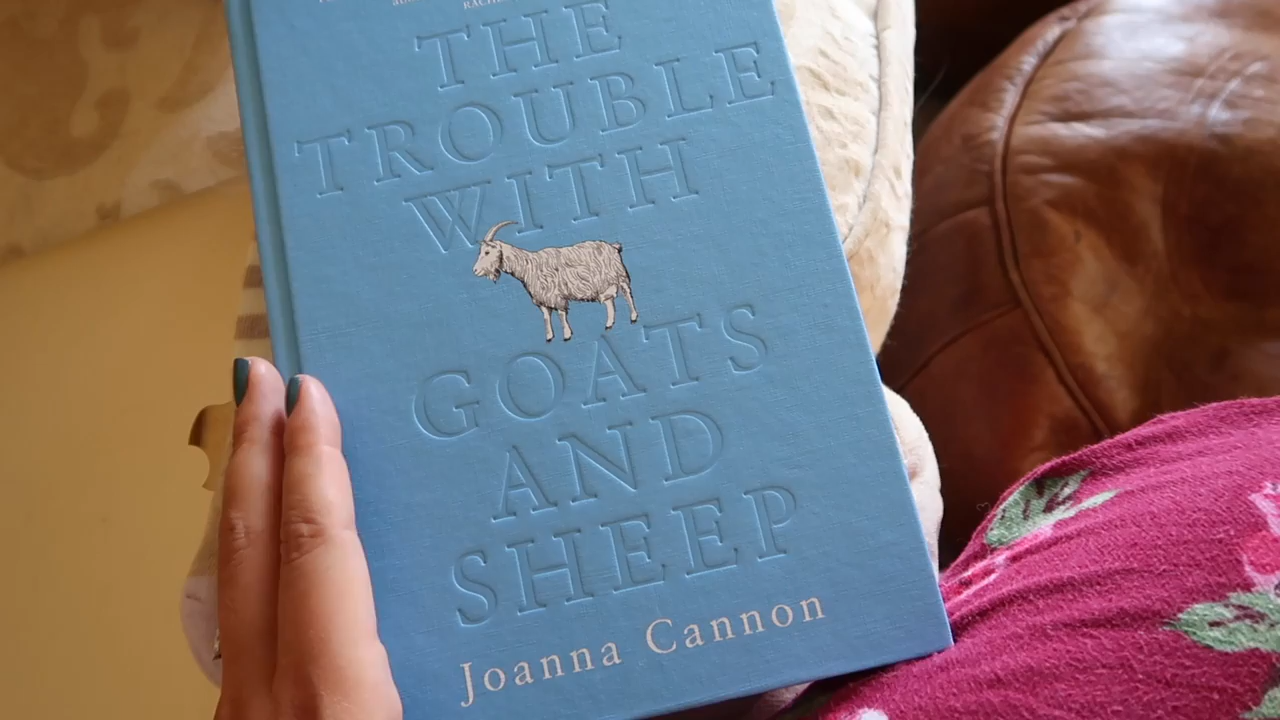 THE
TROUBLE
WITH
GOATS
AND
SHEEP
Joanna Cannon